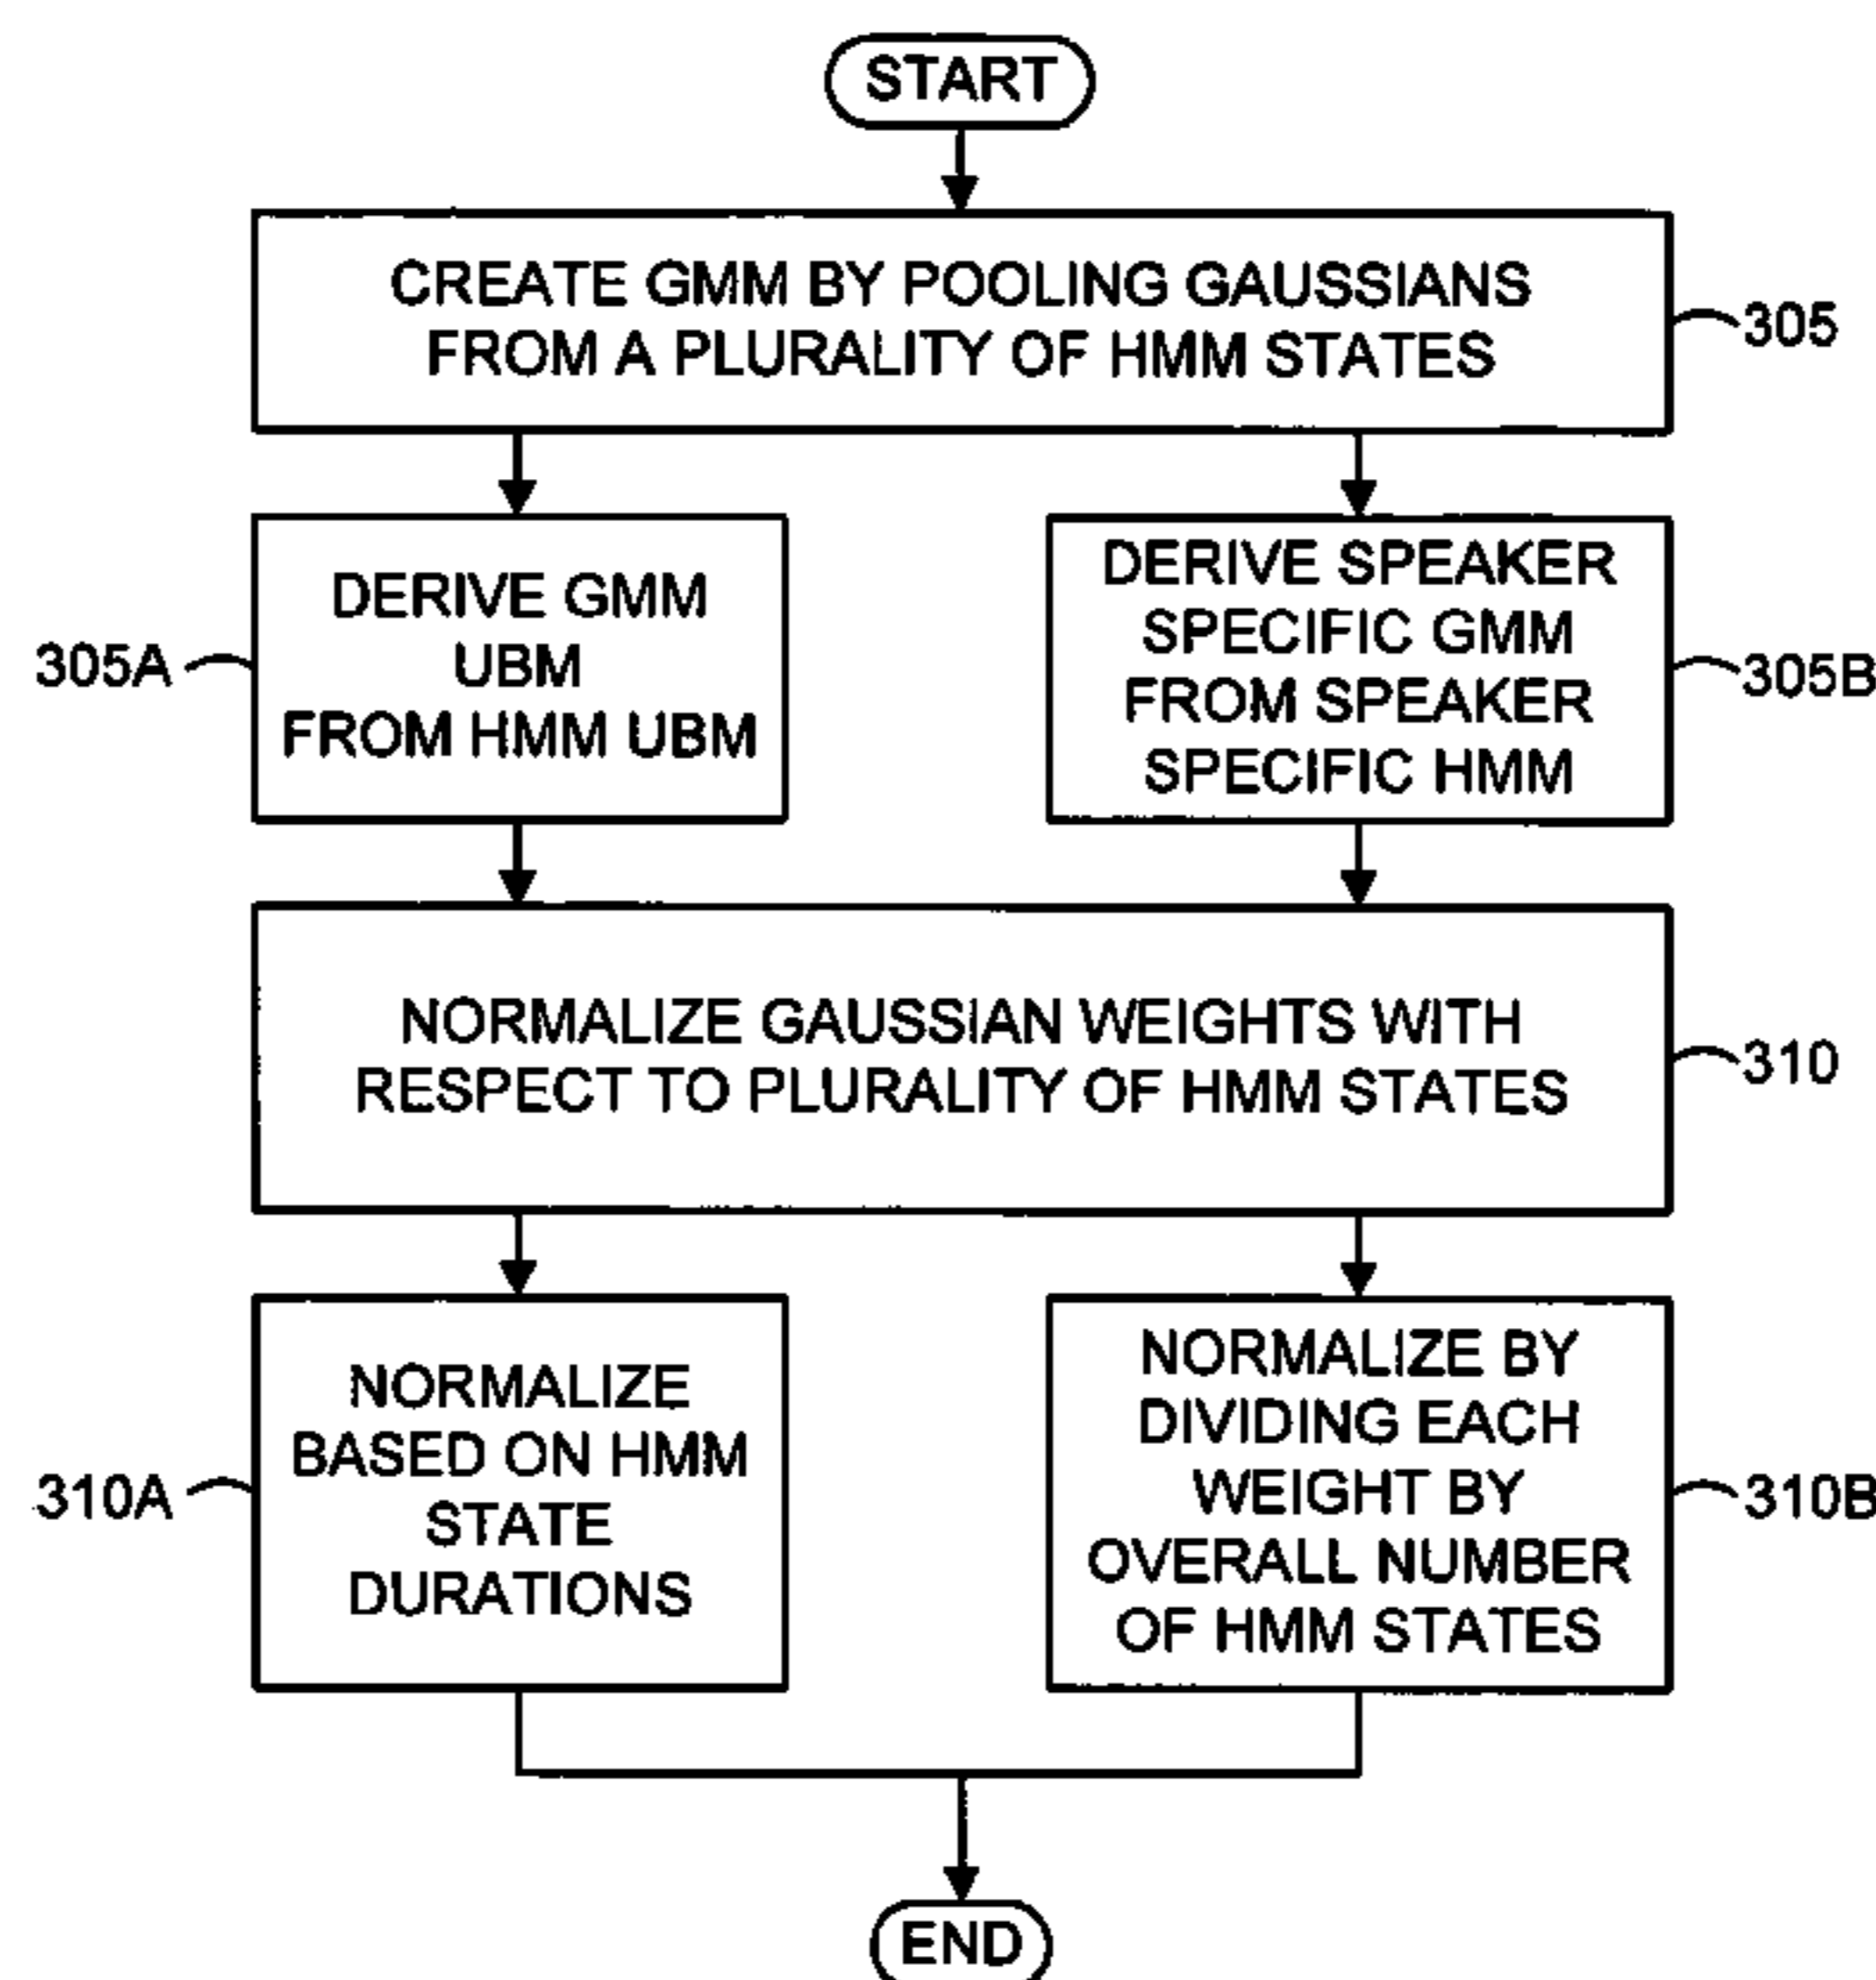 START
CREATE GMM BY POOLING GAUSSIANS
FROM A PLURALITY OF HMM STATES
305
DERIVE GMM
UBM
FROM HMM UBM
305A
DERIVE SPEAKER
SPECIFIC GMM
FROM SPEAKER
SPECIFIC HMM
305B
NORMALIZE GAUSSIAN WEIGHTS WITH
RESPECT TO PLURALITY OF HMM STATES
310
NORMALIZE
BASED ON HMM
STATE
DURATIONS
310A
NORMALIZE BY
DIVIDING EACH
WEIGHT BY
OVERALL NUMBER
OF HMM STATES
310B
END